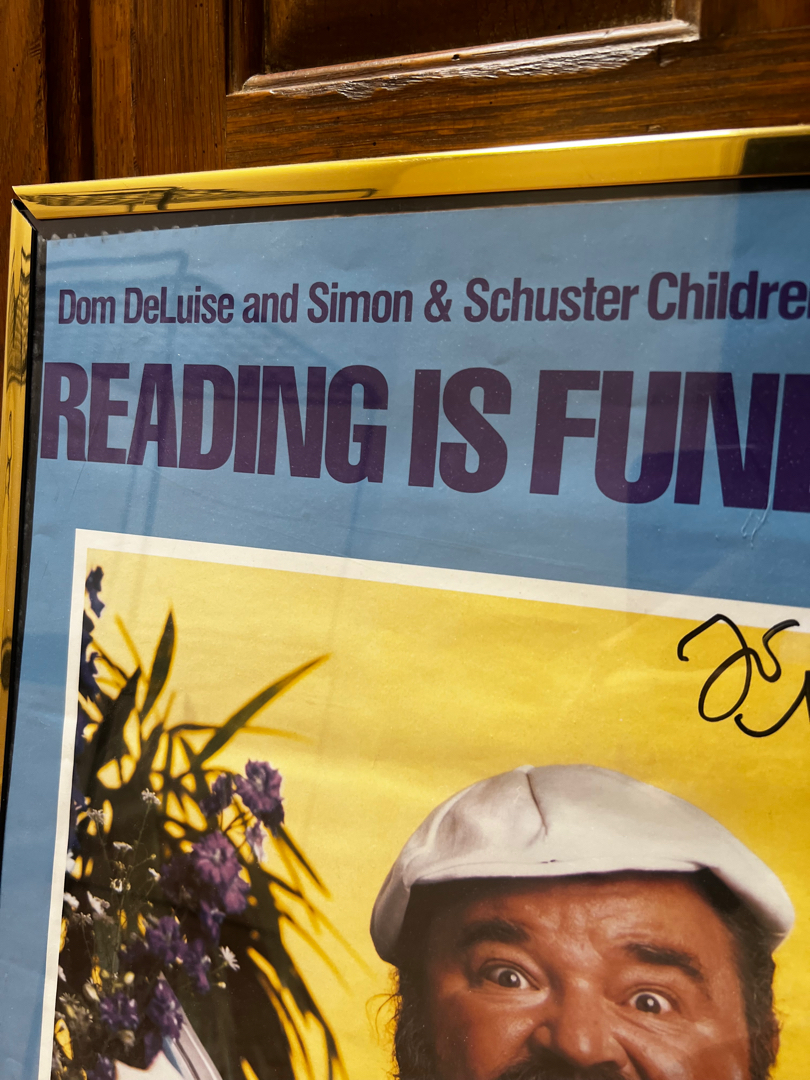 Dom DeLuise and Simon & Schuster Childre
READING IS FUN